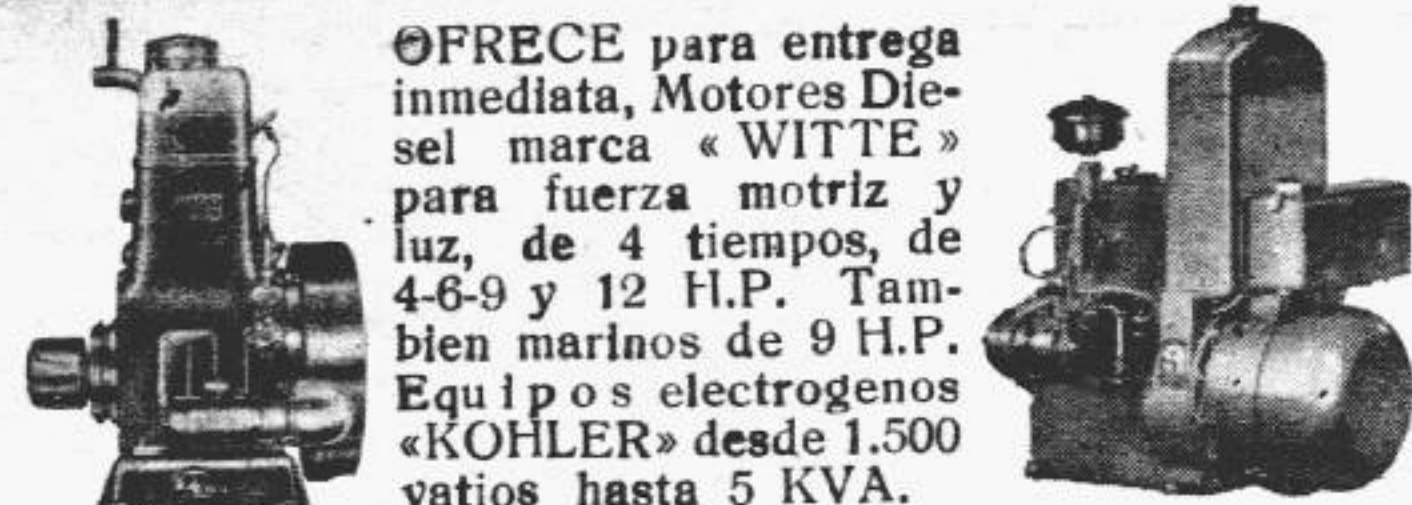 OFRECE para entrega
inmediata, Motores Die-
sel marca « WITTE »
para fuerza motriz y
luz, de 4 tiempos, de
4-6-9 y 12 H.P. Tam-
bien marinos de 9 H.P.
Equipos electrogenos
«KOHLER» desde 1.500
vatios hasta 5 KVA.